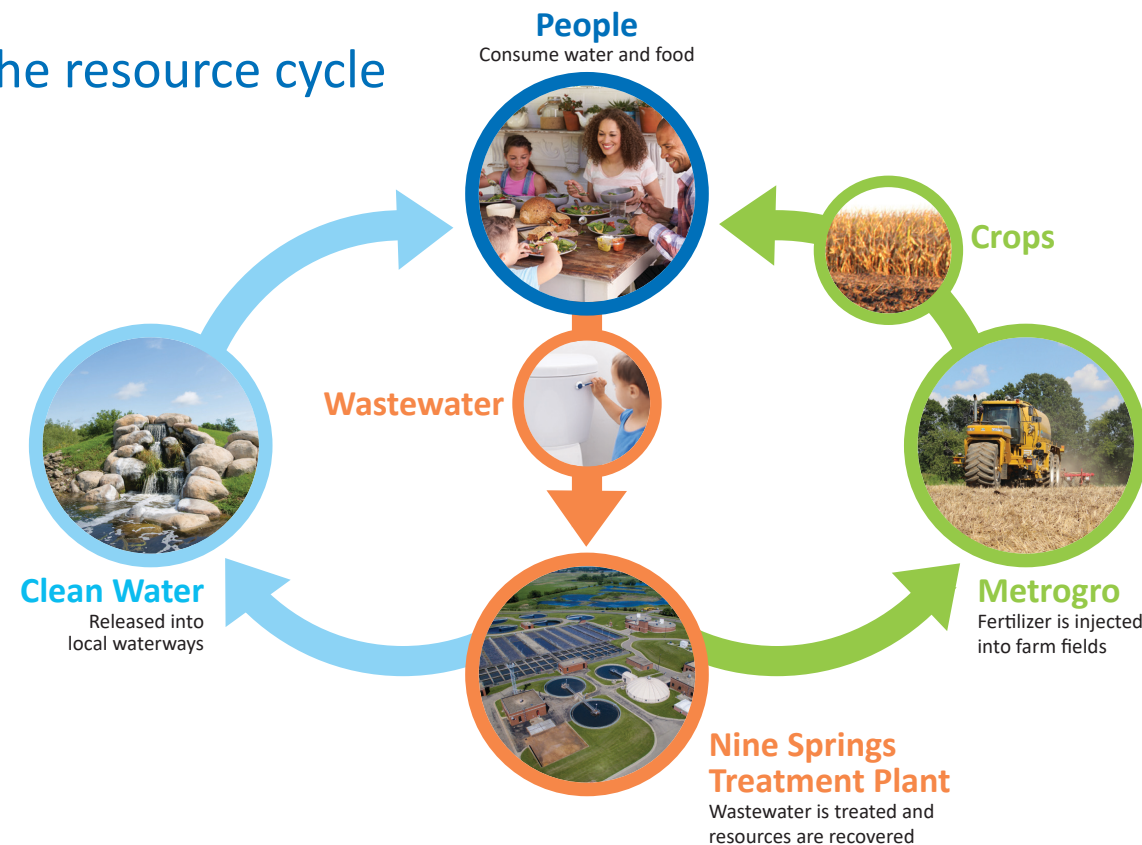 he resource cycle
People
Consume water and food
Crops
Wastewater
Clean Water
Released into
local waterways
Metrogro
Fertilizer is injected
into farm fields
Nine Springs
Treatment Plant
Wastewater is treated and
resources are recovered